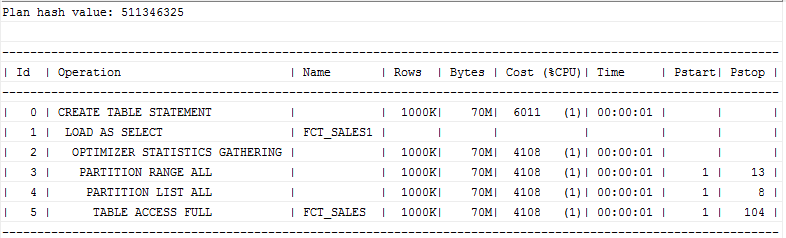 Plan hash value: 511346325
---------------------------------------------------------------------------------------------------------------
| Id  | Operation                        | Name       | Rows  | Bytes | Cost (%CPU)| Time     | Pstart| Pstop |
---------------------------------------------------------------------------------------------------------------
|   0 | CREATE TABLE STATEMENT           |            |  1000K|    70M|  6011   (1)| 00:00:01 |       |       |
|   1 |  LOAD AS SELECT                  | FCT_SALES1 |       |       |            |          |       |       |
|   2 |   OPTIMIZER STATISTICS GATHERING |            |  1000K|    70M|  4108   (1)| 00:00:01 |       |       |
|   3 |    PARTITION RANGE ALL           |            |  1000K|    70M|  4108   (1)| 00:00:01 |     1 |    13 |
|   4 |     PARTITION LIST ALL           |            |  1000K|    70M|  4108   (1)| 00:00:01 |     1 |     8 |
|   5 |      TABLE ACCESS FULL           | FCT_SALES  |  1000K|    70M|  4108   (1)| 00:00:01 |     1 |   104 |
---------------------------------------------------------------------------------------------------------------